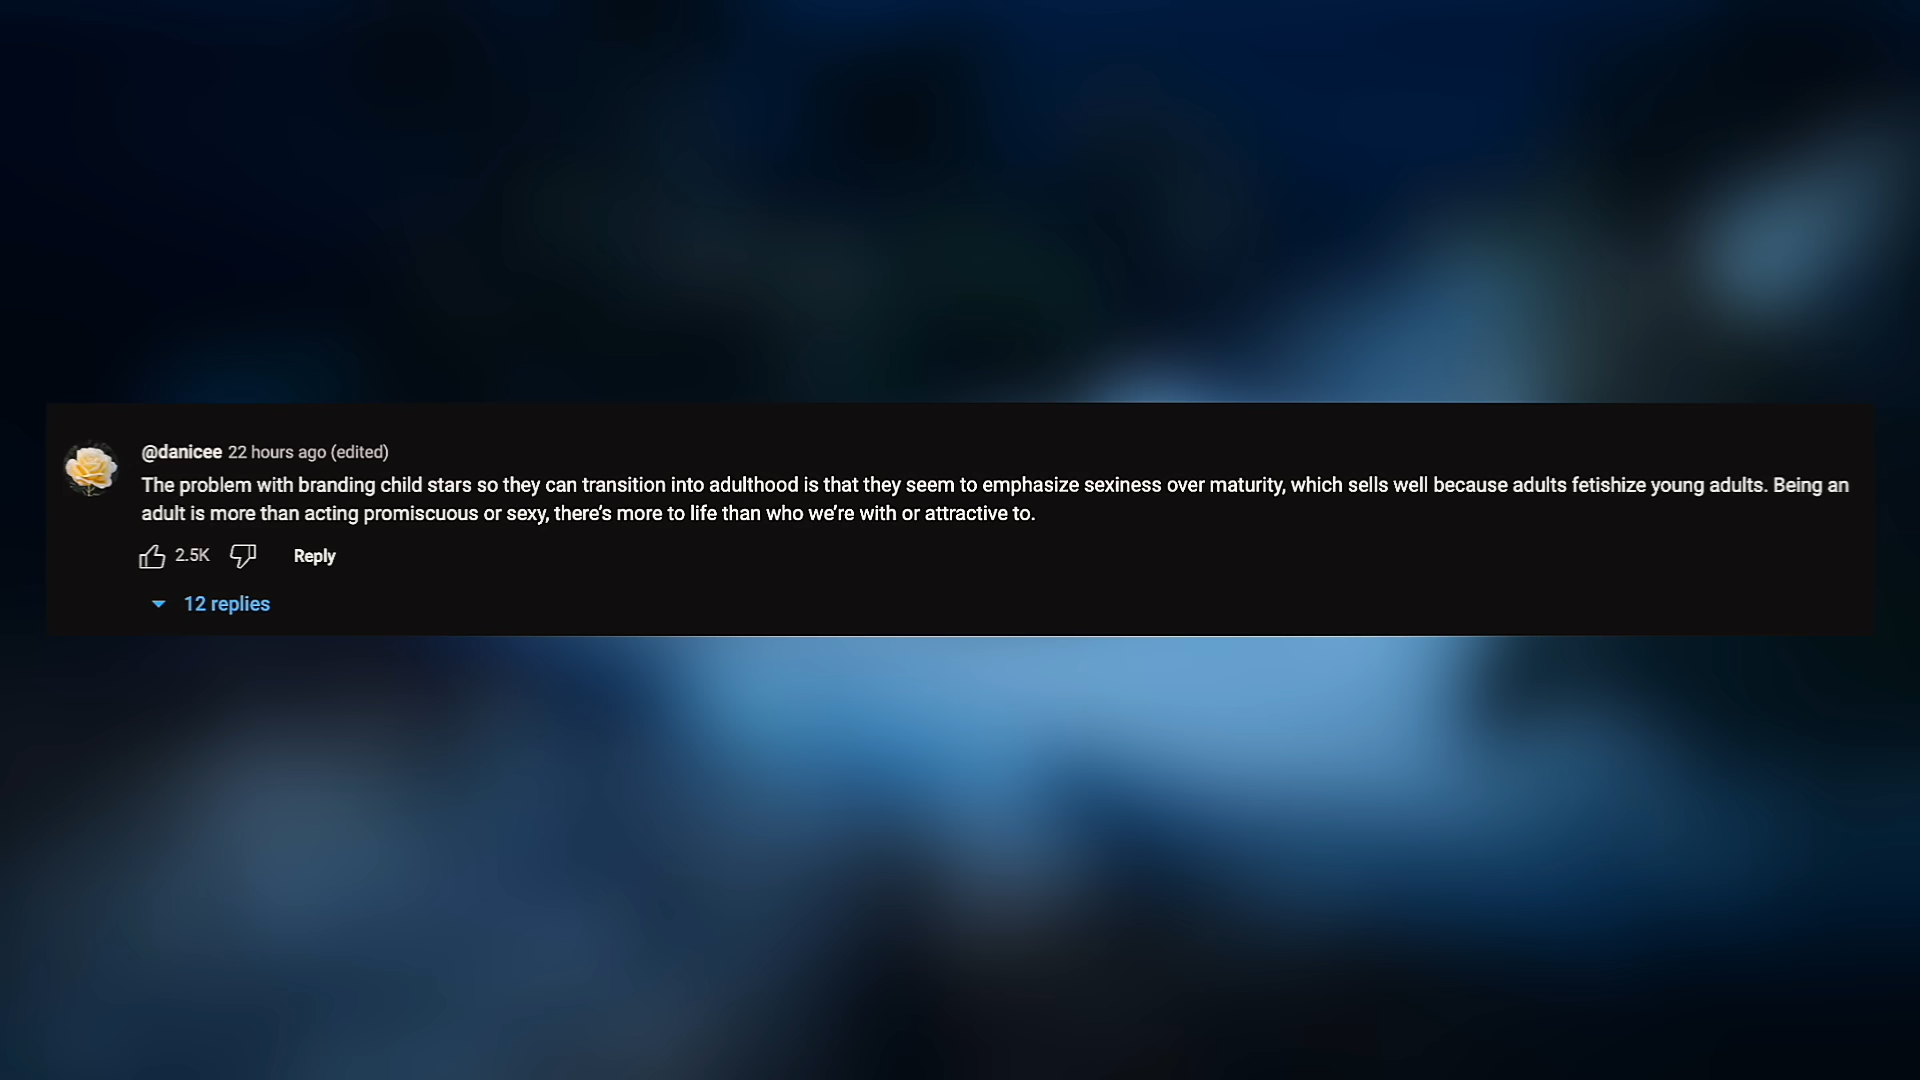 @danicee 22 hours ago (edited)
The problem with branding child stars so they can transition into adulthood is that they seem to emphasize sexiness over maturity, which sells well because adults fetishize young adults. Being an
adult is more than acting promiscuous or sexy, there’s more to life than who we’re with or attractive to.
2.5K Reply
12 replies